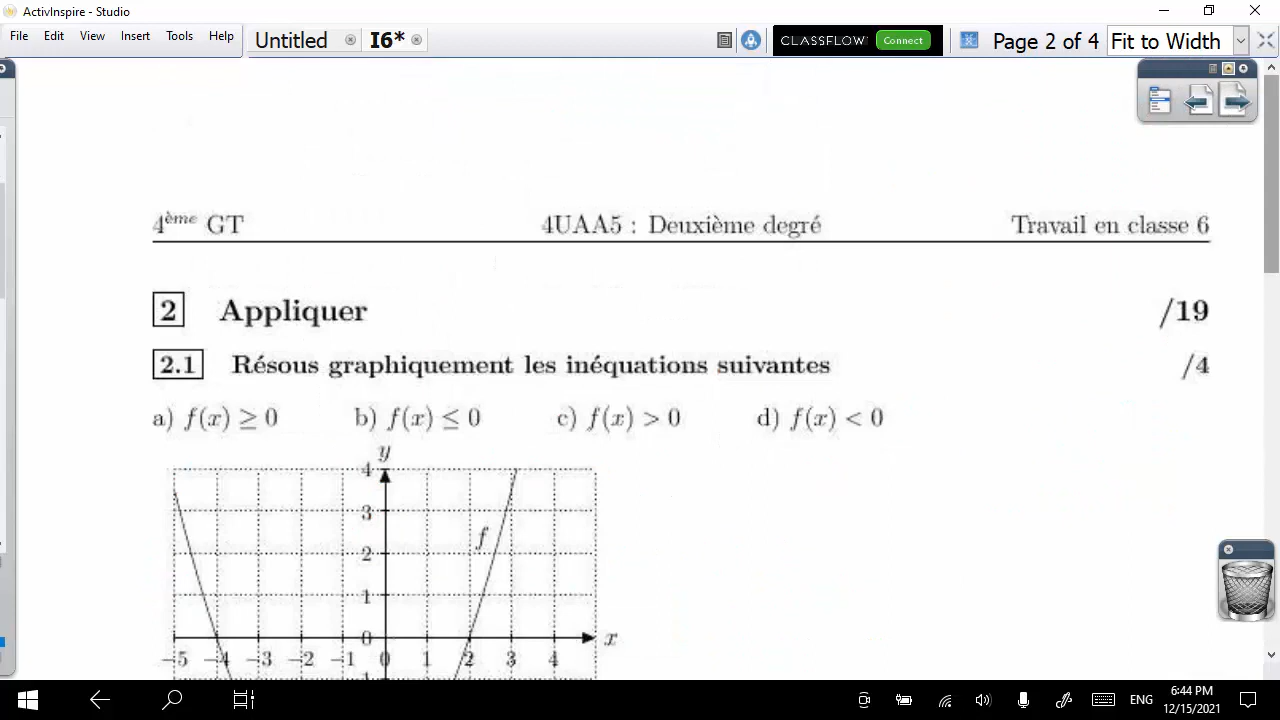 ActivInspire - Studio
File Edit View Insert Tools Help
Untitled I6*
CLASSFLOW Connect
Page 2 of 4 Fit to Width
4ème GT 4UAA5 : Deuxième degré Travail en classe 6
2 Appliquer /19
2.1 Résous graphiquement les inéquations suivantes /4
a) f(x) ≥ 0 b) f(x) ≤ 0 c) f(x) > 0 d) f(x) < 0
y
4
3
f
2
1
0
x
−5 −4 −3 −2 −1 0 1 2 3 4
ENG
6:44 PM
12/15/2021